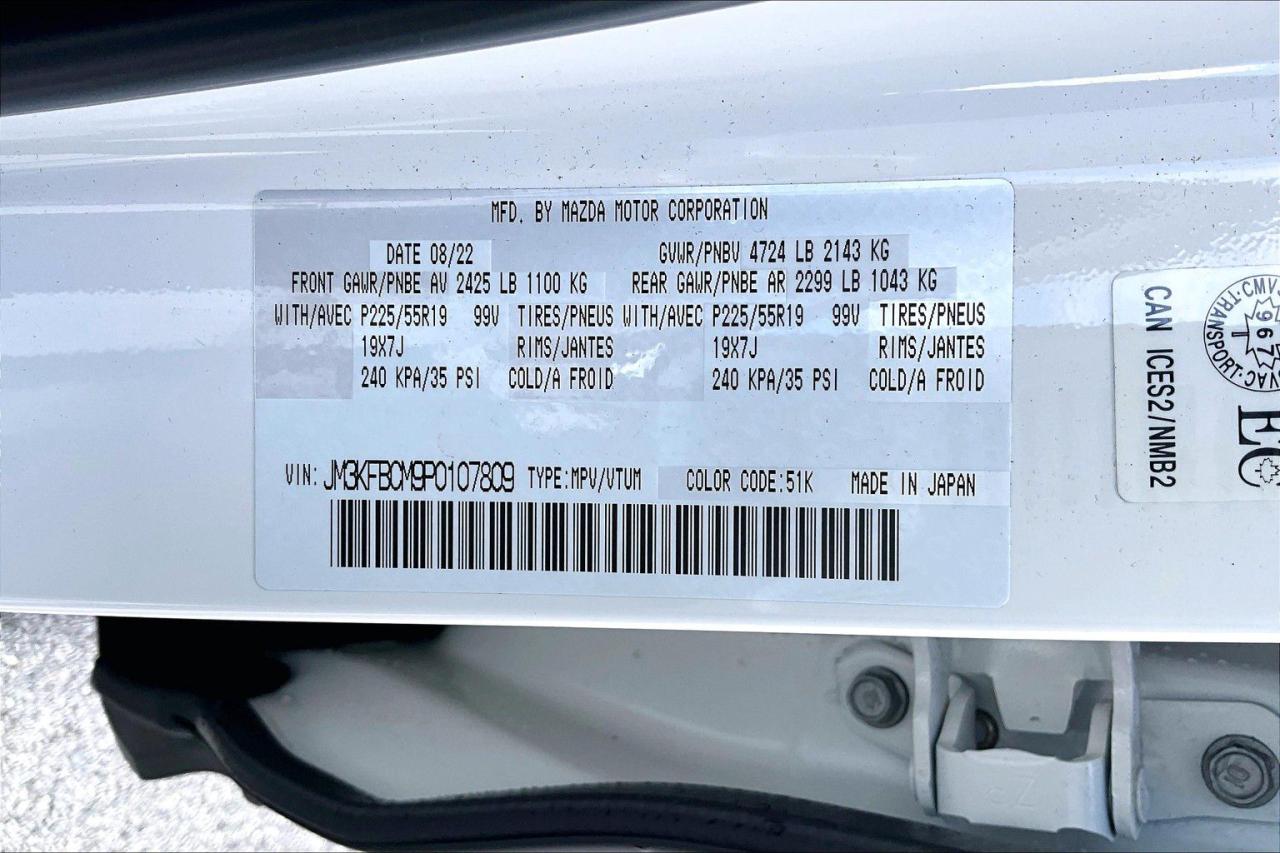 MFD. BY MAZDA MOTOR CORPORATION
DATE 08/22 GVWR/PNBV 4724 LB 2143 KG
FRONT GAWR/PNBE AV 2425 LB 1100 KG REAR GAWR/PNBE AR 2299 LB 1043 KG
WITH/AVEC P225/55R19 99V TIRES/PNEUS WITH/AVEC P225/55R19 99V TIRES/PNEUS
19X7J RIMS/JANTES 19X7J RIMS/JANTES
240 KPA/35 PSI COLD/A FROID 240 KPA/35 PSI COLD/A FROID
VIN: JM3KFBCM9P0107809 TYPE:MPV/VTUM COLOR CODE:51K MADE IN JAPAN
CAN ICES2/NMB2
TRANSPORT
967